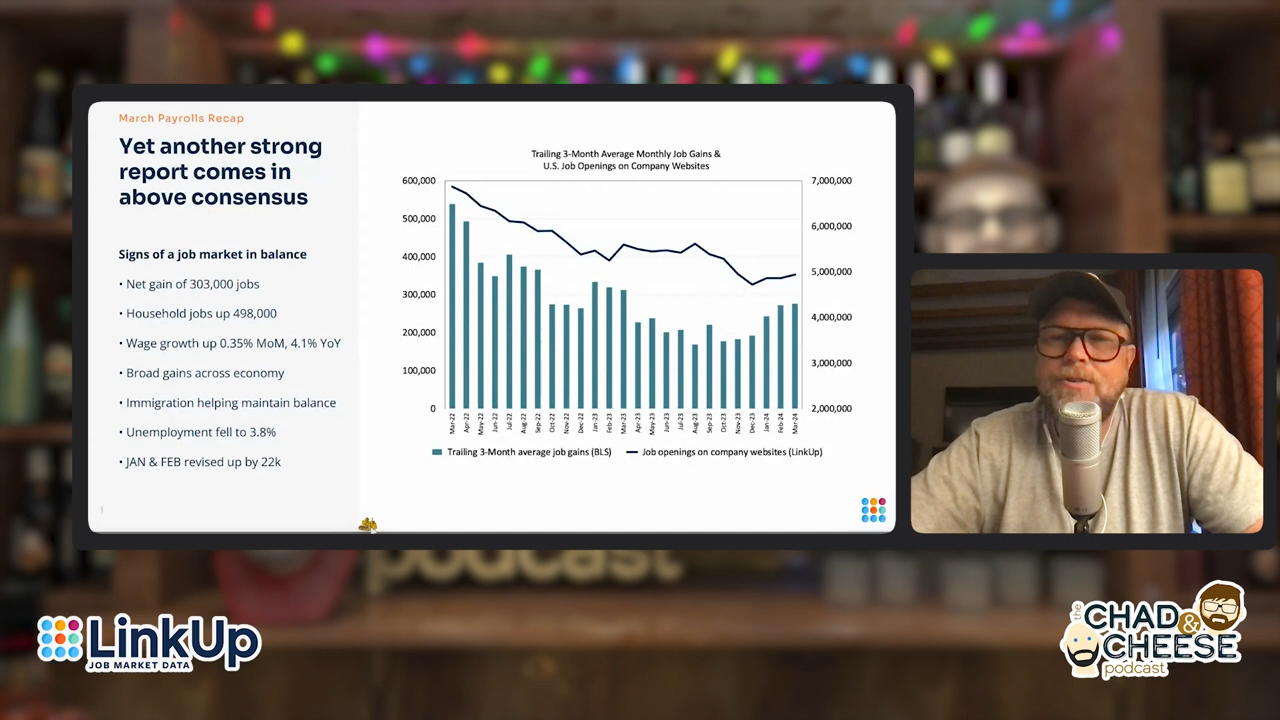 March Payrolls Recap
Yet another strong
report comes in
above consensus
Signs of a job market in balance
• Net gain of 303,000 jobs
• Household jobs up 498,000
• Wage growth up 0.35% MoM, 4.1% YoY
• Broad gains across economy
• Immigration helping maintain balance
• Unemployment fell to 3.8%
• JAN & FEB revised up by 22k
Trailing 3-Month Average Monthly Job Gains &
U.S. Job Openings on Company Websites
600,000
500,000
400,000
300,000
200,000
100,000
0
7,000,000
6,000,000
5,000,000
4,000,000
3,000,000
2,000,000
Mar-22
Apr-22
May-22
Jun-22
Jul-22
Aug-22
Sep-22
Oct-22
Nov-22
Dec-22
Jan-23
Feb-23
Mar-23
Apr-23
May-23
Jun-23
Jul-23
Aug-23
Sep-23
Oct-23
Nov-23
Dec-23
Jan-24
Feb-24
Mar-24
Trailing 3-Month average job gains (BLS)
Job openings on company websites (LinkUp)
podcast
LinkUp
JOB MARKET DATA
the
CHAD
&
CHEESE
podcast